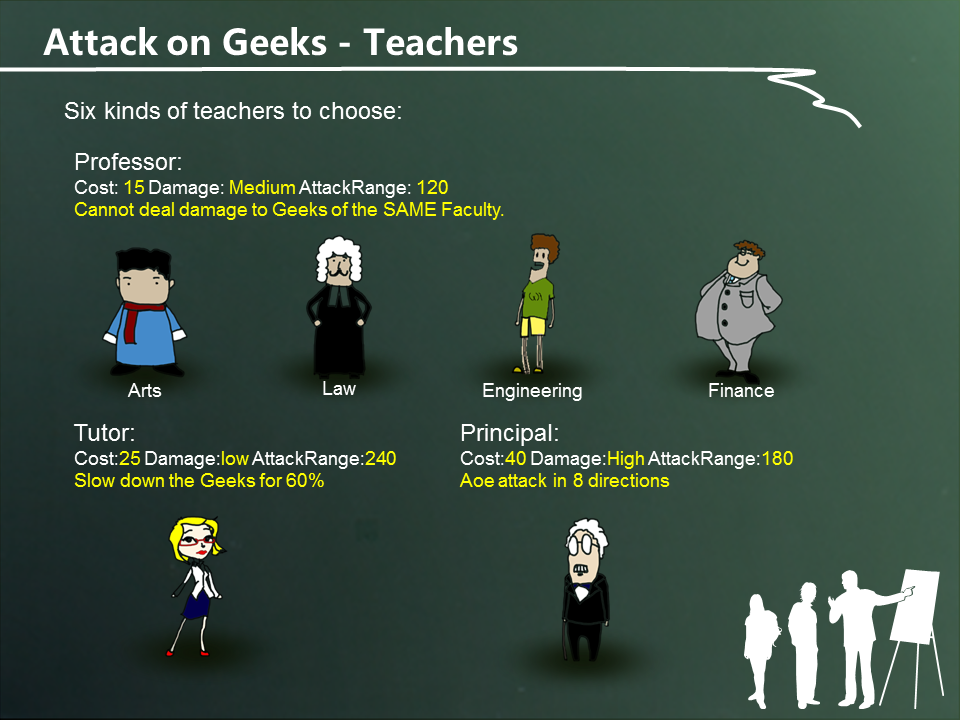 Attack on Geeks - Teachers
Six kinds of teachers to choose:
Professor:
Cost: 15 Damage: Medium AttackRange: 120
Cannot deal damage to Geeks of the SAME Faculty.
Arts
Law
Engineering
Finance
Tutor:
Cost:25 Damage:low AttackRange:240
Slow down the Geeks for 60%
Principal:
Cost:40 Damage:High AttackRange:180
Aoe attack in 8 directions